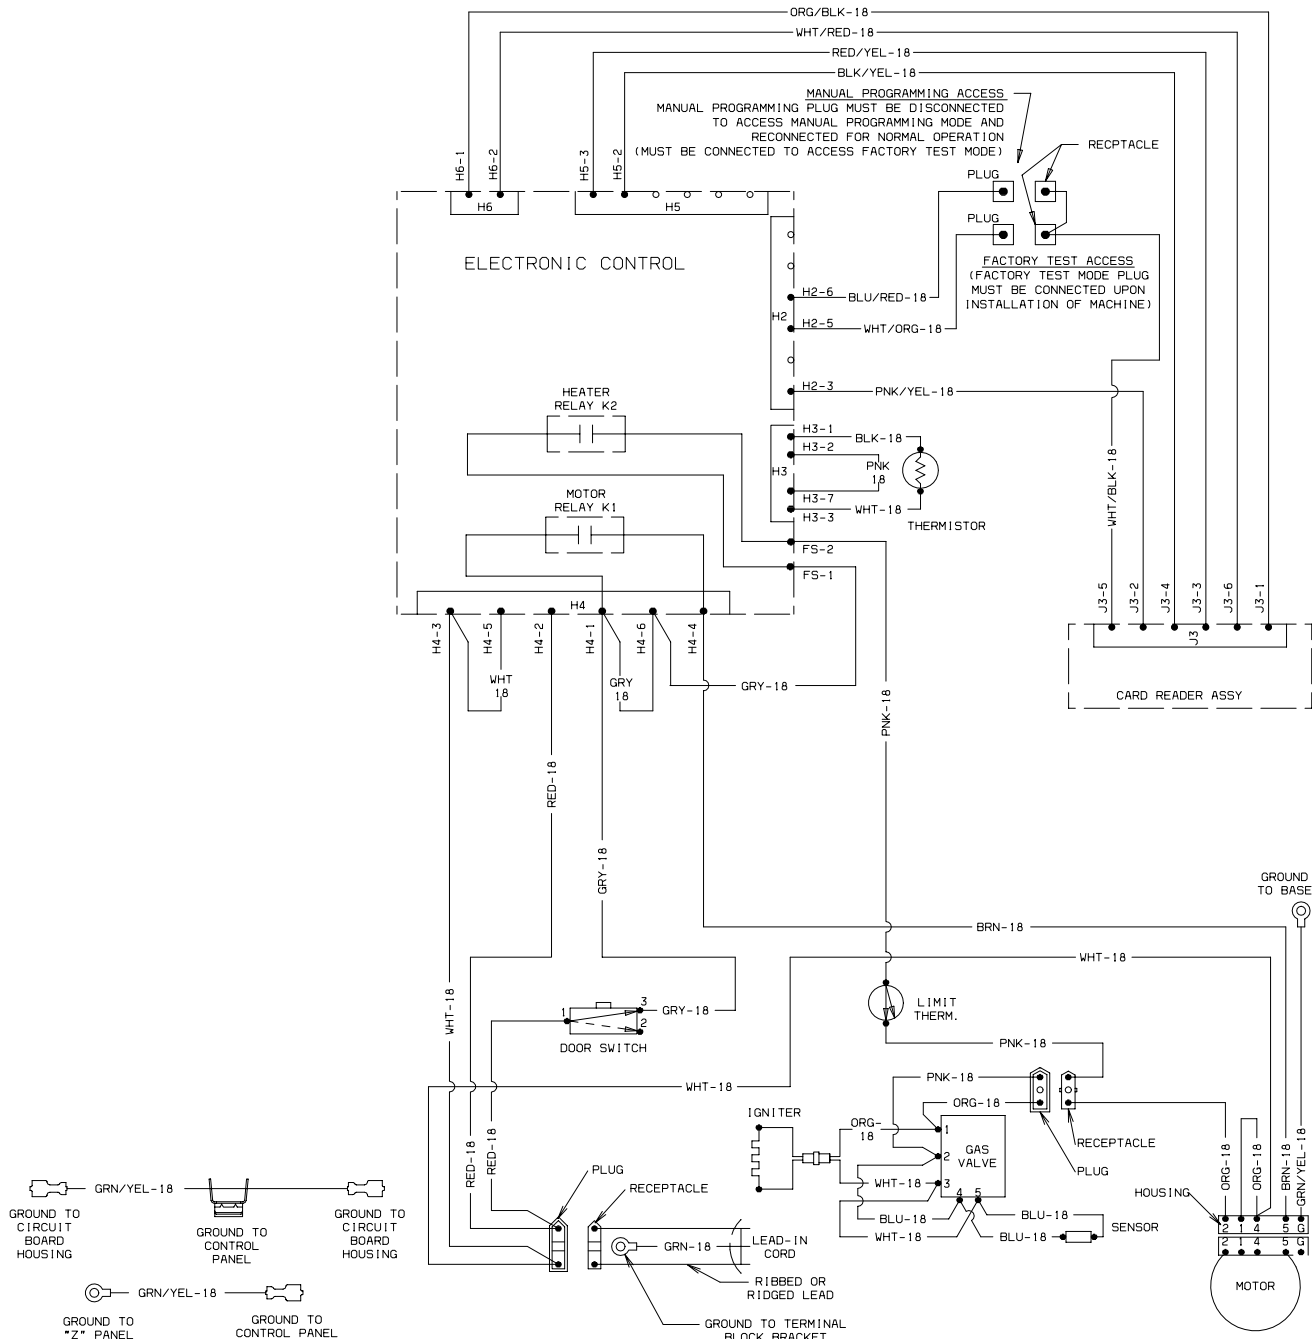 ORG/BLK-18
WHT/RED-18
RED/YEL-18
BLK/YEL-18
MANUAL PROGRAMMING ACCESS
MANUAL PROGRAMMING PLUG MUST BE DISCONNECTED
TO ACCESS MANUAL PROGRAMMING MODE AND
RECONNECTED FOR NORMAL OPERATION
(MUST BE CONNECTED TO ACCESS FACTORY TEST MODE)
RECPTACLE
H6-1
H6-2
H5-3
H5-2
PLUG
H6
H5
PLUG
ELECTRONIC CONTROL
FACTORY TEST ACCESS
(FACTORY TEST MODE PLUG
MUST BE CONNECTED UPON
INSTALLATION OF MACHINE)
H2-6
BLU/RED-18
H2
H2-5
WHT/ORG-18
H2-3
PNK/YEL-18
HEATER
RELAY K2
H3-1
BLK-18
H3-2
H3
PNK
18
H3-7
H3-3
WHT-18
THERMISTOR
WHT/BLK-18
MOTOR
RELAY K1
FS-2
FS-1
H4
H4-3
H4-5
H4-2
H4-1
H4-6
H4-4
J3-5
J3-2
J3-4
J3-3
J3-6
J3-1
J3
CARD READER ASSY
WHT
18
GRY
18
GRY-18
PNK-18
RED-18
GRY-18
GROUND
TO BASE
BRN-18
WHT-18
WHT-18
1
3
2
GRY-18
DOOR SWITCH
LIMIT
THERM.
PNK-18
WHT-18
PNK-18
ORG-18
IGNITER
ORG-
18
1
2
3
4
5
GAS
VALVE
RECEPTACLE
PLUG
WHT-18
BLU-18
WHT-18
BLU-18
BLU-18
SENSOR
RED-18
RED-18
PLUG
RECEPTACLE
HOUSING
ORG-18
ORG-18
BRN-18
GRN/YEL-18
2 1 4 5 G
2 1 4 5 G
MOTOR
GRN-18
LEAD-IN
CORD
RIBBED OR
RIDGED LEAD
GROUND TO TERMINAL
BLOCK BRACKET
GRN/YEL-18
GROUND TO
CIRCUIT
BOARD
HOUSING
GROUND TO
CONTROL
PANEL
GROUND TO
CIRCUIT
BOARD
HOUSING
GRN/YEL-18
GROUND TO
"Z" PANEL
GROUND TO
CONTROL PANEL